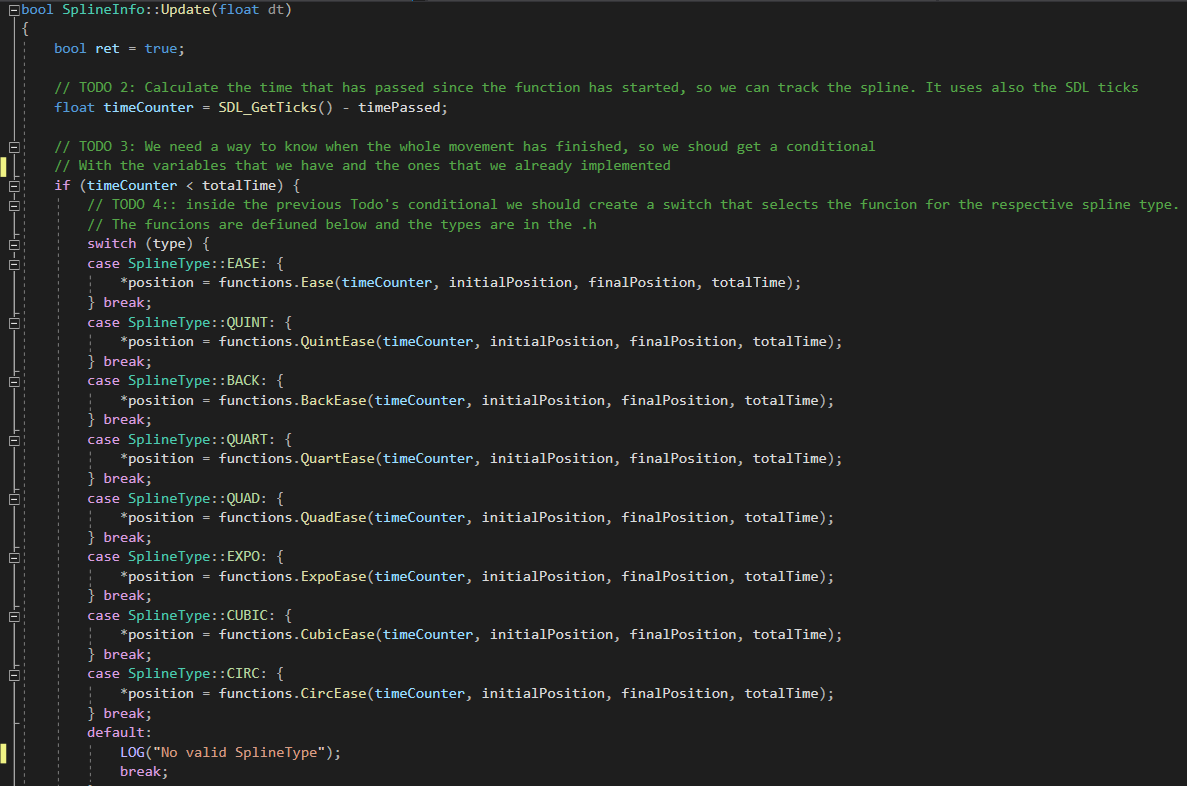 bool SplineInfo::Update(float dt)
{
bool ret = true;
// TODO 2: Calculate the time that has passed since the function has started, so we can track the spline. It uses also the SDL ticks
float timeCounter = SDL_GetTicks() - timePassed;
// TODO 3: We need a way to know when the whole movement has finished, so we shoud get a conditional
// With the variables that we have and the ones that we already implemented
if (timeCounter < totalTime) {
// TODO 4:: inside the previous Todo's conditional we should create a switch that selects the funcion for the respective spline type.
// The funcions are defiuned below and the types are in the .h
switch (type) {
case SplineType::EASE: {
*position = functions.Ease(timeCounter, initialPosition, finalPosition, totalTime);
} break;
case SplineType::QUINT: {
*position = functions.QuintEase(timeCounter, initialPosition, finalPosition, totalTime);
} break;
case SplineType::BACK: {
*position = functions.BackEase(timeCounter, initialPosition, finalPosition, totalTime);
} break;
case SplineType::QUART: {
*position = functions.QuartEase(timeCounter, initialPosition, finalPosition, totalTime);
} break;
case SplineType::QUAD: {
*position = functions.QuadEase(timeCounter, initialPosition, finalPosition, totalTime);
} break;
case SplineType::EXPO: {
*position = functions.ExpoEase(timeCounter, initialPosition, finalPosition, totalTime);
} break;
case SplineType::CUBIC: {
*position = functions.CubicEase(timeCounter, initialPosition, finalPosition, totalTime);
} break;
case SplineType::CIRC: {
*position = functions.CircEase(timeCounter, initialPosition, finalPosition, totalTime);
} break;
default:
LOG("No valid SplineType");
break;